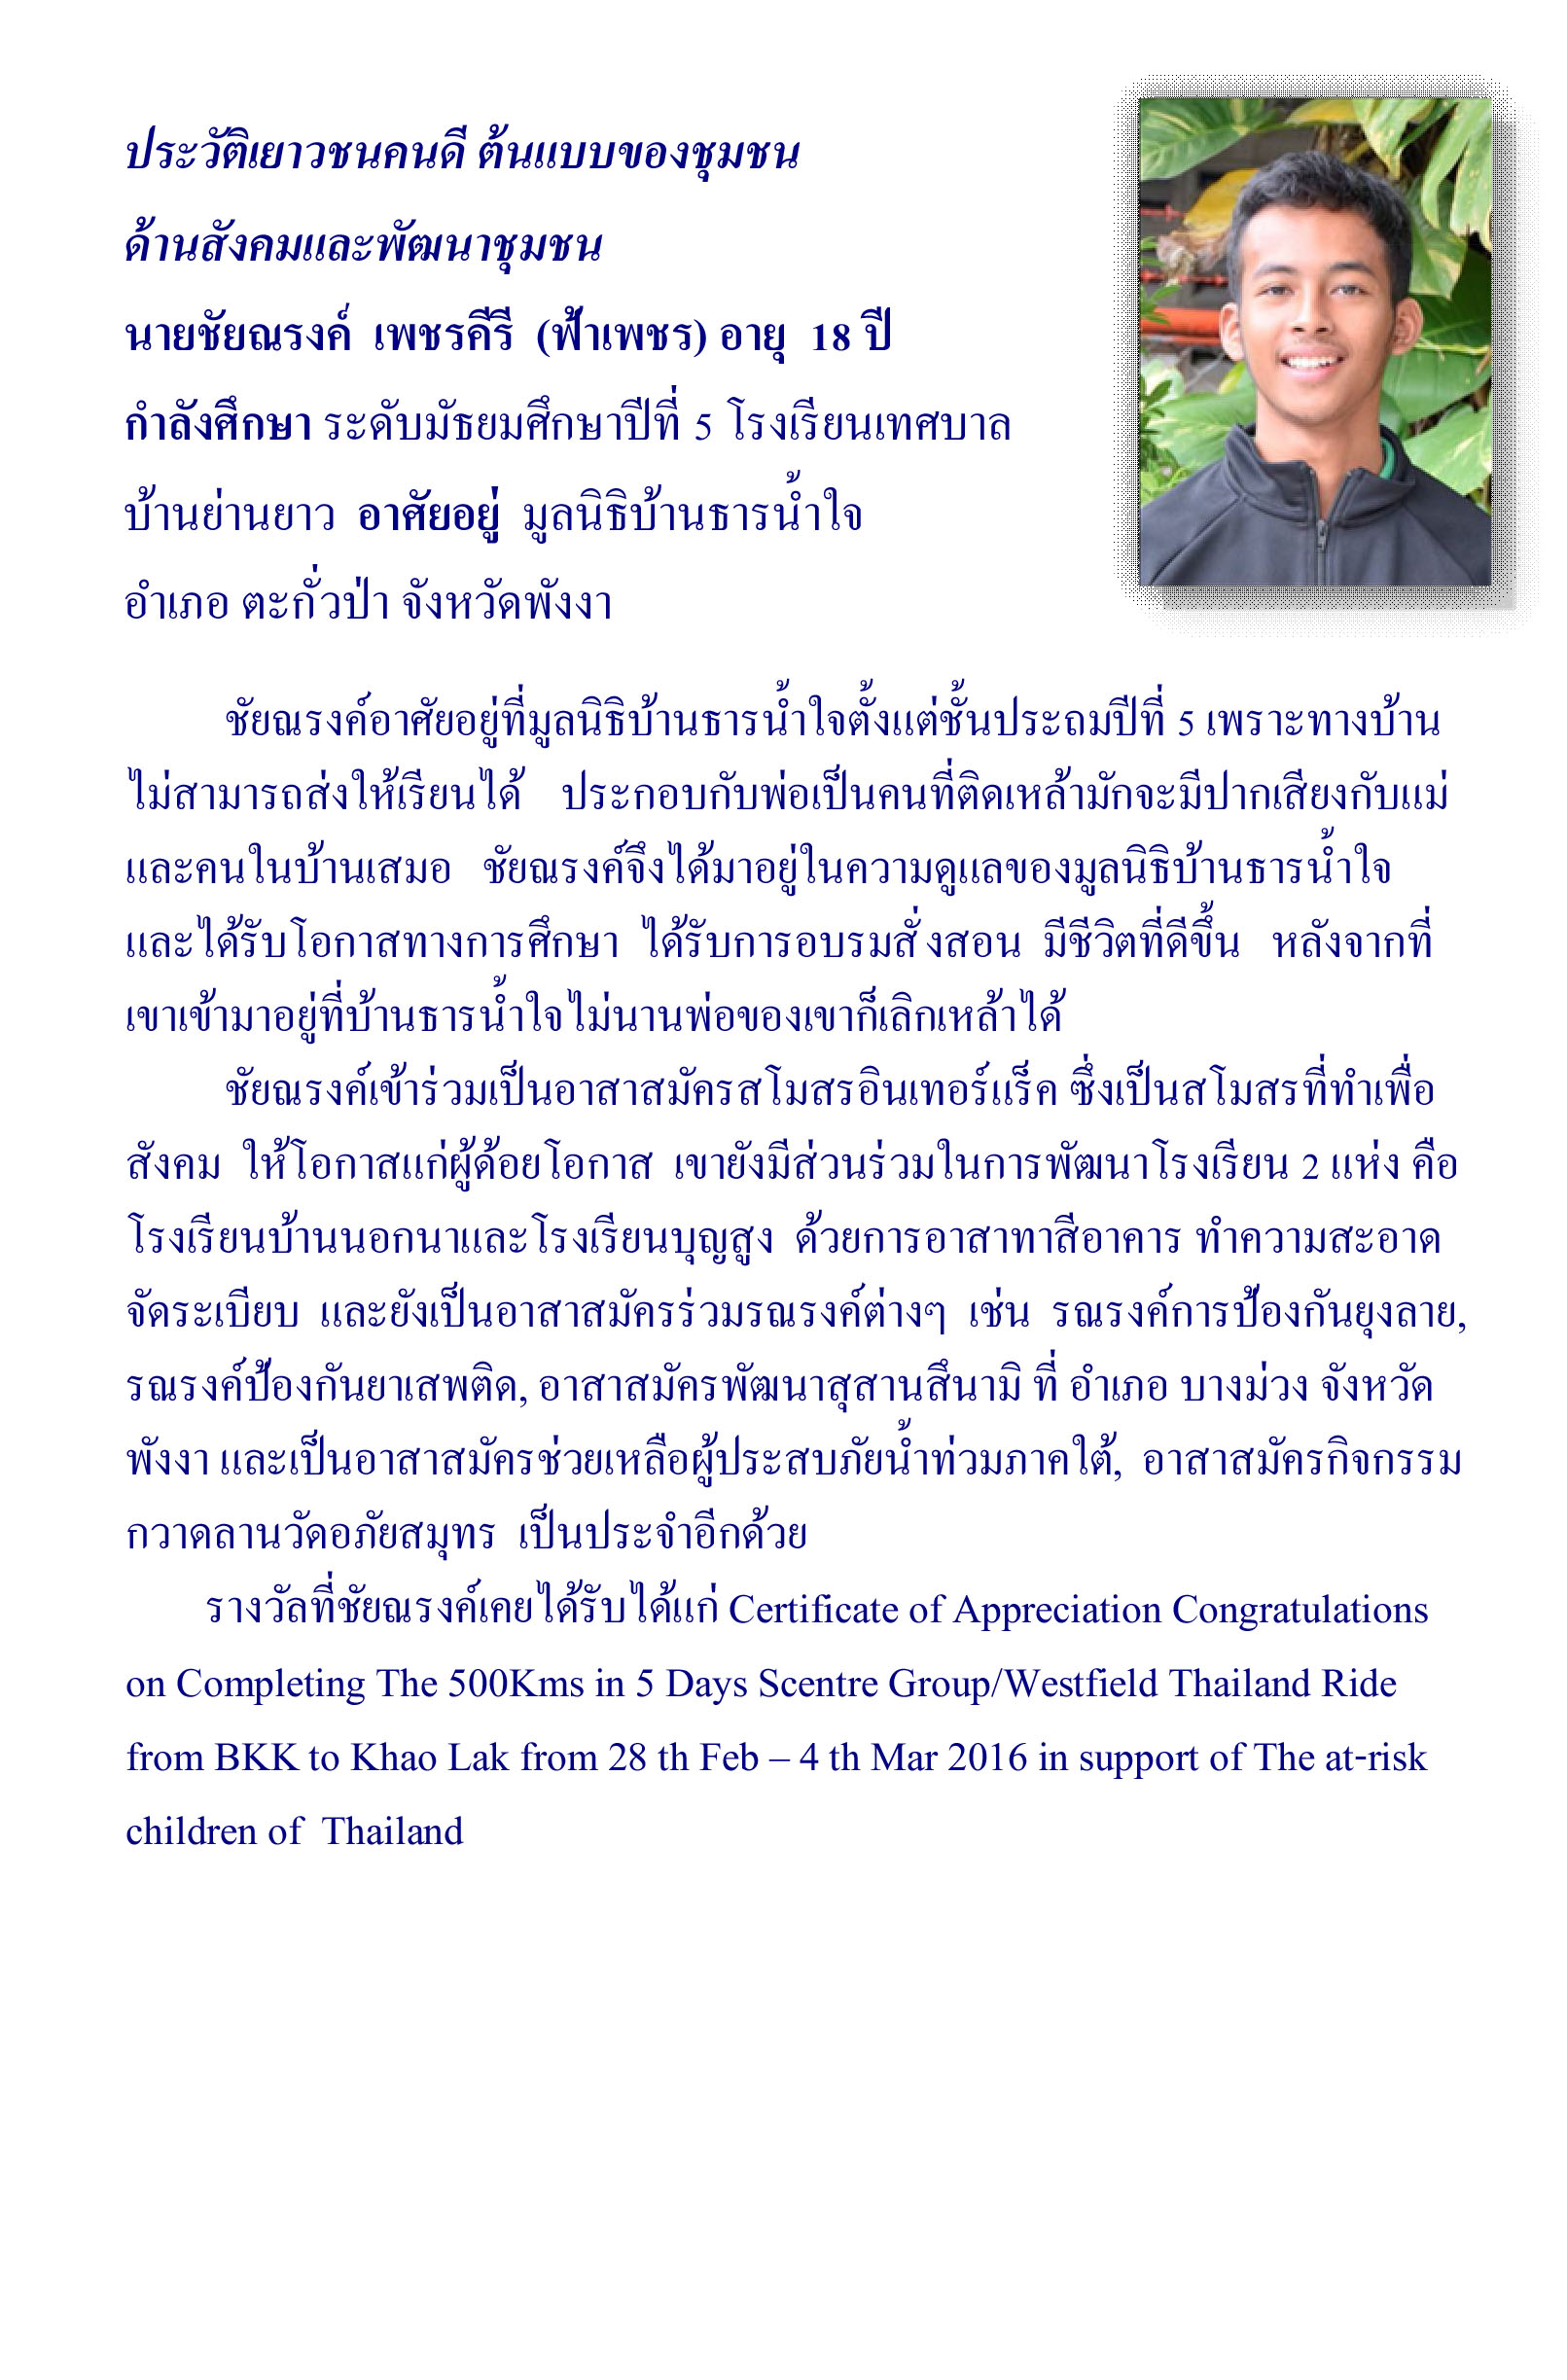 ประวัติเยาวชนคนดี ต้นแบบของชุมชน
ด้านสังคมและพัฒนาชุมชน
นายชัยณรงค์ เพชรคีรี (ฟ้าเพชร) อายุ 18 ปี
กำลังศึกษา ระดับมัธยมศึกษาปีที่ 5 โรงเรียนเทศบาล
บ้านย่านยาว อาศัยอยู่ มูลนิธิบ้านธารน้ำใจ
อำเภอ ตะกั่วป่า จังหวัดพังงา
ชัยณรงค์อาศัยอยู่ที่มูลนิธิบ้านธารน้ำใจตั้งแต่ชั้นประถมปีที่ 5 เพราะทางบ้าน
ไม่สามารถส่งให้เรียนได้ ประกอบกับพ่อเป็นคนที่ติดเหล้ามักจะมีปากเสียงกับแม่
และคนในบ้านเสมอ ชัยณรงค์จึงได้มาอยู่ในความดูแลของมูลนิธิบ้านธารน้ำใจ
และได้รับโอกาสทางการศึกษา ได้รับการอบรมสั่งสอน มีชีวิตที่ดีขึ้น หลังจากที่
เขาเข้ามาอยู่ที่บ้านธารน้ำใจไม่นานพ่อของเขาก็เลิกเหล้าได้
ชัยณรงค์เข้าร่วมเป็นอาสาสมัครสโมสรอินเทอร์แร็ค ซึ่งเป็นสโมสรที่ทำเพื่อ
สังคม ให้โอกาสแก่ผู้ด้อยโอกาส เขายังมีส่วนร่วมในการพัฒนาโรงเรียน 2 แห่ง คือ
โรงเรียนบ้านนอกนาและโรงเรียนบุญสูง ด้วยการอาสาทาสีอาคาร ทำความสะอาด
จัดระเบียบ และยังเป็นอาสาสมัครร่วมรณรงค์ต่างๆ เช่น รณรงค์การป้องกันยุงลาย,
รณรงค์ป้องกันยาเสพติด, อาสาสมัครพัฒนาสุสานสึนามิ ที่ อำเภอ บางม่วง จังหวัด
พังงา และเป็นอาสาสมัครช่วยเหลือผู้ประสบภัยน้ำท่วมภาคใต้, อาสาสมัครกิจกรรม
กวาดลานวัดอภัยสมุทร เป็นประจำอีกด้วย
รางวัลที่ชัยณรงค์เคยได้รับได้แก่ Certificate of Appreciation Congratulations
on Completing The 500Kms in 5 Days Scentre Group/Westfield Thailand Ride
from BKK to Khao Lak from 28 th Feb – 4 th Mar 2016 in support of The at-risk
children of Thailand